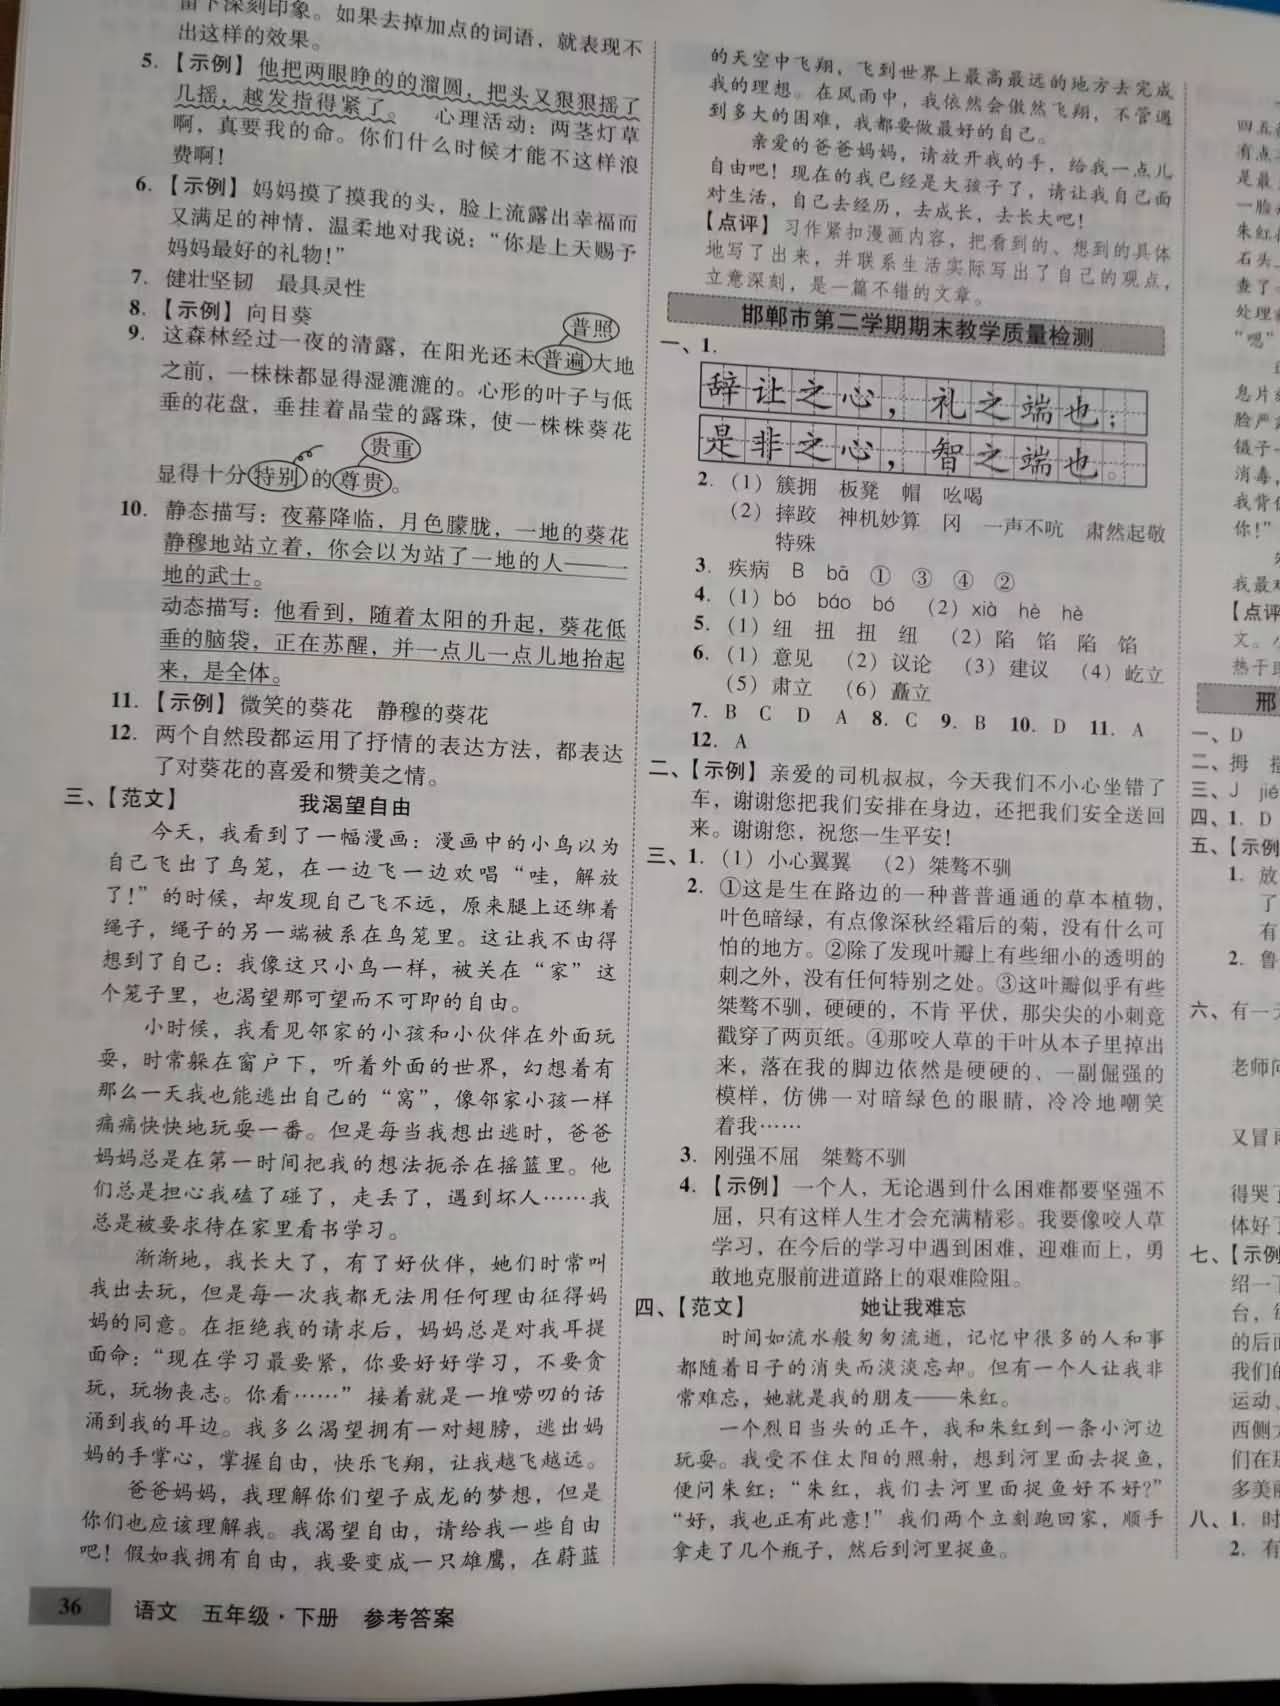 留下深刻印象。如果去掉加点的词语，就表现不
出这样的效果。
5. 【示例】他把两眼睁的的溜圆，把头又狠狠摇了
几摇，越发指得紧了。 心理活动：两茎灯草
啊，真要我的命。你们什么时候才能不这样浪
费啊！
6. 【示例】妈妈摸了摸我的头，脸上流露出幸福而
又满足的神情，温柔地对我说：“你是上天赐予
妈妈最好的礼物！”
7. 健壮坚韧 最具灵性
8. 【示例】向日葵
普照
9. 这森林经过一夜的清露，在阳光还未普遍大地
之前，一株株都显得湿漉漉的。心形的叶子与低
垂的花盘，垂挂着晶莹的露珠，使一株株葵花
贵重
显得十分特别的尊贵。
10. 静态描写：夜幕降临，月色朦胧，一地的葵花
静穆地站立着，你会以为站了一地的人——一
地的武士。
动态描写：他看到，随着太阳的升起，葵花低
垂的脑袋，正在苏醒，并一点儿一点儿地抬起
来，是全体。
11. 【示例】微笑的葵花 静穆的葵花
12. 两个自然段都运用了抒情的表达方法，都表达
了对葵花的喜爱和赞美之情。
三、【范文】 我渴望自由
今天，我看到了一幅漫画：漫画中的小鸟以为
自己飞出了鸟笼，在一边飞一边欢唱“哇，解放
了！”的时候，却发现自己飞不远，原来腿上还绑着
绳子，绳子的另一端被系在鸟笼里。这让我不由得
想到了自己：我像这只小鸟一样，被关在“家”这
个笼子里，也渴望那可望而不可即的自由。
小时候，我看见邻家的小孩和小伙伴在外面玩
耍，时常躲在窗户下，听着外面的世界，幻想着有
那么一天我也能逃出自己的“窝”，像邻家小孩一样
痛痛快快地玩耍一番。但是每当我想出逃时，爸爸
妈妈总是在第一时间把我的想法扼杀在摇篮里。他
们总是担心我磕了碰了，走丢了，遇到坏人……我
总是被要求待在家里看书学习。
渐渐地，我长大了，有了好伙伴，她们时常叫
我出去玩，但是每一次我都无法用任何理由征得妈
妈的同意。在拒绝我的请求后，妈妈总是对我耳提
面命：“现在学习最要紧，你要好好学习，不要贪
玩，玩物丧志。你看……”接着就是一堆唠叨的话
涌到我的耳边。我多么渴望拥有一对翅膀，逃出妈
妈的手掌心，掌握自由，快乐飞翔，让我越飞越远。
爸爸妈妈，我理解你们望子成龙的梦想，但是
你们也应该理解我。我渴望自由，请给我一些自由
吧！假如我拥有自由，我要变成一只雄鹰，在蔚蓝
36 语文 五年级·下册 参考答案
的天空中飞翔，飞到世界上最高最远的地方去完成
我的理想。在风雨中，我依然会傲然飞翔，不管遇
到多大的困难，我都要做最好的自己。
亲爱的爸爸妈妈，请放开我的手，给我一点儿
自由吧！现在的我已经是大孩子了，请让我自己面
对生活，自己去经历，去成长，去长大吧！
【点评】习作紧扣漫画内容，把看到的、想到的具体
地写了出来，并联系生活实际写出了自己的观点，
立意深刻，是一篇不错的文章。
邯郸市第二学期期末教学质量检测
一、1.
辞让之心，礼之端也；
是非之心，智之端也。
2. （1）簇拥 板凳 帽 吆喝
（2）摔跤 神机妙算 冈 一声不吭 肃然起敬
特殊
3. 疾病 B bā ① ③ ④ ②
4. （1）bó báo bó （2）xià hè hè
5. （1）纽 扭 扭 纽 （2）陷 馅 陷 馅
6. （1）意见 （2）议论 （3）建议 （4）屹立
（5）肃立 （6）矗立
7. B C D A 8. C 9. B 10. D 11. A
12. A
二、【示例】亲爱的司机叔叔，今天我们不小心坐错了
车，谢谢您把我们安排在身边，还把我们安全送回
来。谢谢您，祝您一生平安！
三、1. （1）小心翼翼 （2）桀骜不驯
2. ①这是生在路边的一种普普通通的草本植物，
叶色暗绿，有点像深秋经霜后的菊，没有什么可
怕的地方。②除了发现叶瓣上有些细小的透明的
刺之外，没有任何特别之处。③这叶瓣似乎有些
桀骜不驯，硬硬的，不肯 平伏，那尖尖的小刺竟
戳穿了两页纸。④那咬人草的干叶从本子里掉出
来，落在我的脚边依然是硬硬的、一副倔强的
模样，仿佛一对暗绿色的眼睛，冷冷地嘲笑
着我……
3. 刚强不屈 桀骜不驯
4. 【示例】一个人，无论遇到什么困难都要坚强不
屈，只有这样人生才会充满精彩。我要像咬人草
学习，在今后的学习中遇到困难，迎难而上，勇
敢地克服前进道路上的艰难险阻。
四、【范文】 她让我难忘
时间如流水般匆匆流逝，记忆中很多的人和事
都随着日子的消失而淡淡忘却。但有一个人让我非
常难忘，她就是我的朋友——朱红。
一个烈日当头的正午，我和朱红到一条小河边
玩耍。我受不住太阳的照射，想到河里面去捉鱼，
便问朱红：“朱红，我们去河里面捉鱼好不好？”
“好，我也正有此意！”我们两个立刻跑回家，顺手
拿走了几个瓶子，然后到河里捉鱼。
四五
有点
是最
一脸
朱红
石头
查了
处理
“嗯”
息片
脸严
镊子
消毒，
我背
你！”
我最
【点评
文。
热于
邢
一、D
二、拇
三、J jié
四、1. D
五、【示例
1. 放
了
有
2. 鲁
六、有一天
老师问
又冒雨
得哭了
体好了
七、【示例
绍一
台，
的后面
我们的
运动、
西侧
们在
多美丽
八、1. 时
2. 有